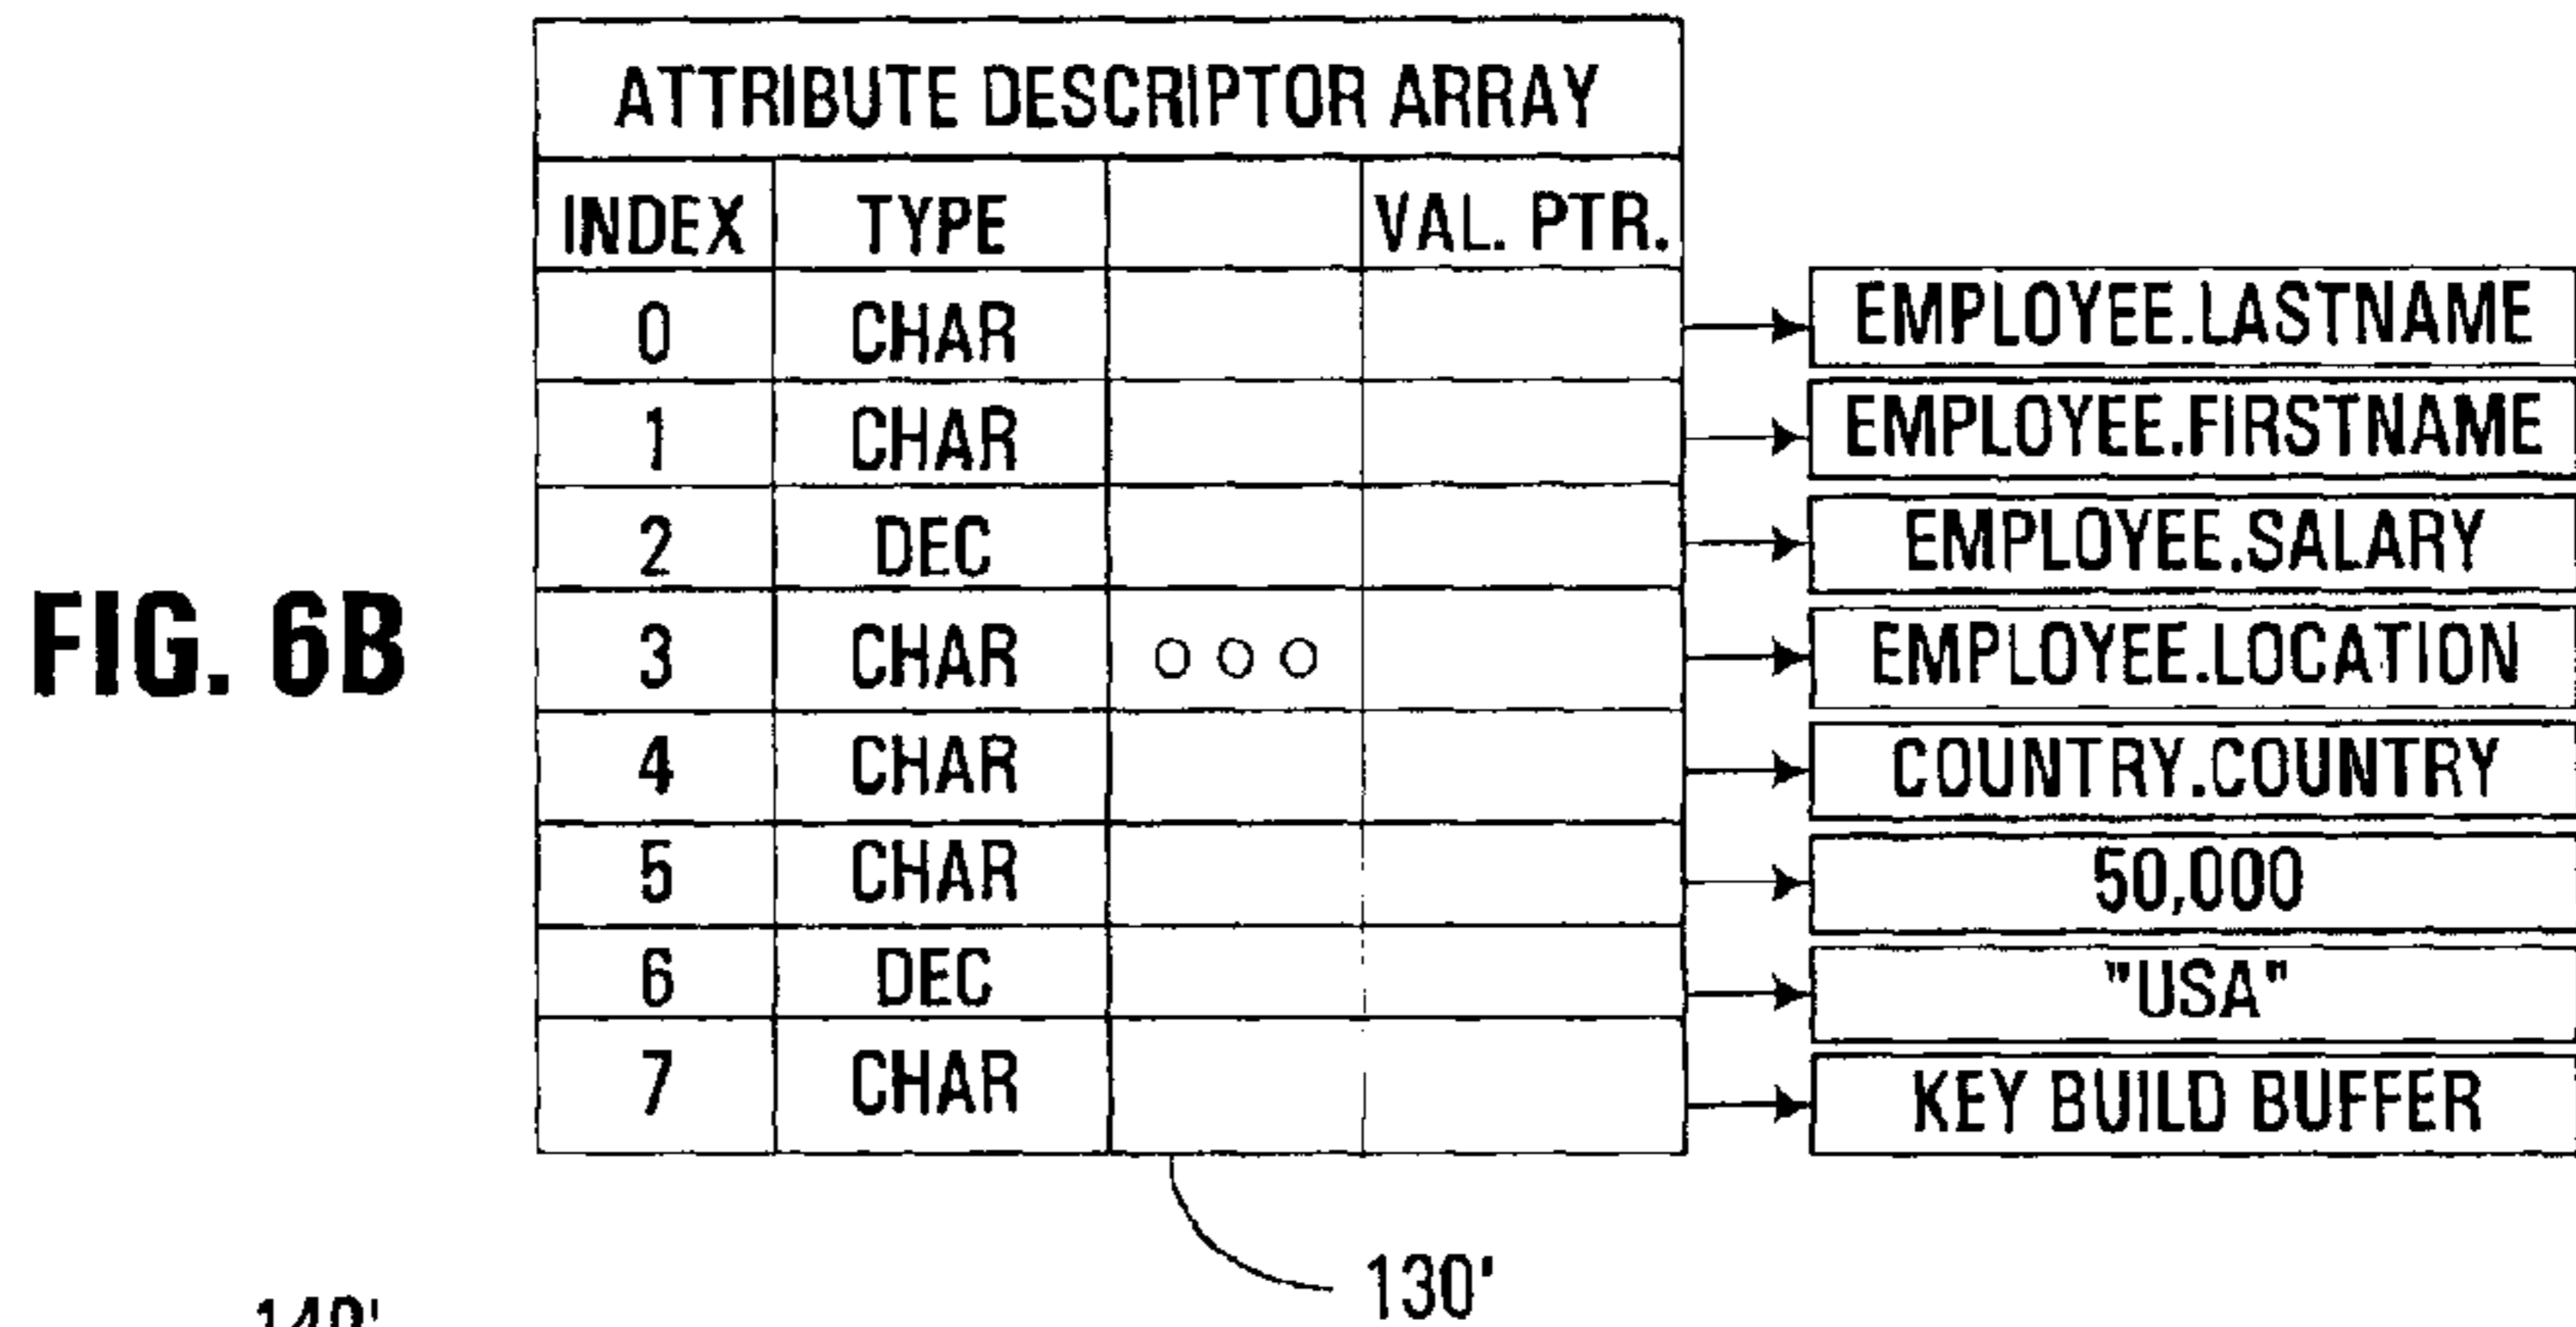 ATTRIBUTE DESCRIPTOR ARRAY
INDEX TYPE VAL. PTR.
0 CHAR EMPLOYEE.LASTNAME
1 CHAR EMPLOYEE.FIRSTNAME
2 DEC EMPLOYEE.SALARY
FIG. 6B
3 CHAR EMPLOYEE.LOCATION
4 CHAR COUNTRY.COUNTRY
5 CHAR 50,000
6 DEC "USA"
7 CHAR KEY BUILD BUFFER
130'
140'